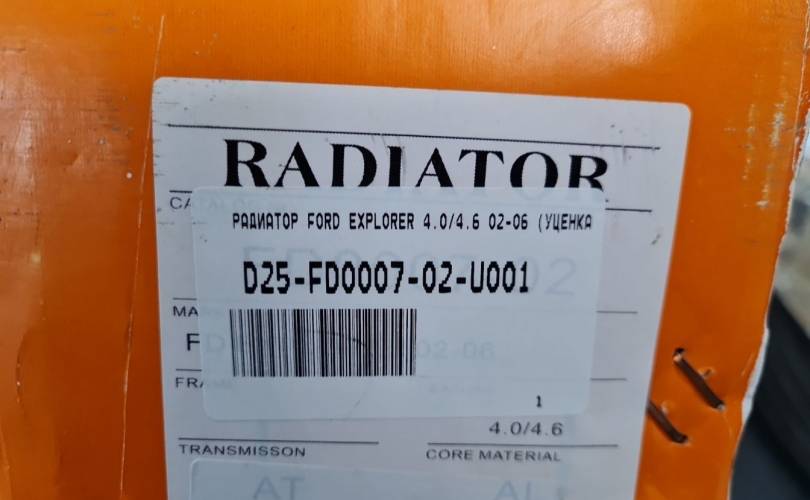 RADIATOR
РАДИАТОР FORD EXPLORER 4.0/4.6 02-06 (УЦЕНКА
D25-FD0007-02-U001
1
4.0/4.6
TRANSMISSON
CORE MATERIAL
AT